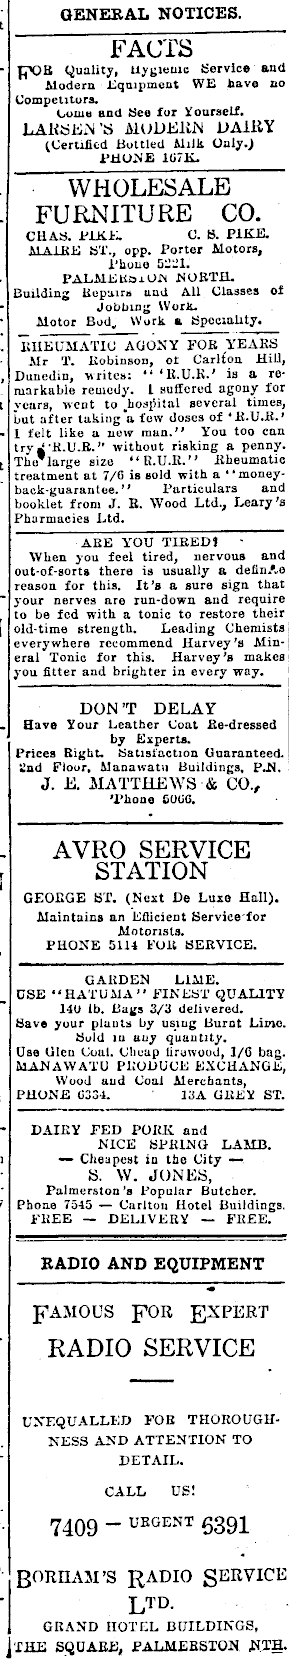 GENERAL NOTICES.
FACTS
FOR Quality, Hygienic Service and
Modern Equipment WE have no
Competitors.
Come and See for Yourself.
LARSEN'S MODERN DAIRY
(Certified Bottled Milk Only.)
PHONE 167K.
WHOLESALE
FURNITURE CO.
CHAS. PIKE. C. S. PIKE.
MAIRE ST., opp. Porter Motors,
Phone 5221.
PALMERSTON NORTH.
Building Repairs and All Classes of
Jobbing Work.
Motor Body Work a Speciality.
RHEUMATIC AGONY FOR YEARS
Mr T. Robinson, of Carlton Hill,
Dunedin, writes: "'R.U.R.' is a re-
markable remedy. I suffered agony for
years, went to hospital several times,
but after taking a few doses of 'R.U.R.'
I felt like a new man." You too can
try "R.U.R." without risking a penny.
The large size "R.U.R." Rheumatic
treatment at 7/6 is sold with a "money-
back-guarantee." Particulars and
booklet from J. R. Wood Ltd., Leary's
Pharmacies Ltd.
ARE YOU TIRED?
When you feel tired, nervous and
out-of-sorts there is usually a definite
reason for this. It's a sure sign that
your nerves are run-down and require
to be fed with a tonic to restore their
old-time strength. Leading Chemists
everywhere recommend Harvey's Min-
eral Tonic for this. Harvey's makes
you fitter and brighter in every way.
DON'T DELAY
Have Your Leather Coat Re-dressed
by Experts.
Prices Right. Satisfaction Guaranteed.
2nd Floor, Manawatu Buildings, P.N.
J. E. MATTHEWS & CO.,
'Phone 5066.
AVRO SERVICE
STATION
GEORGE ST. (Next De Luxe Hall).
Maintains an Efficient Service for
Motorists.
PHONE 5114 FOR SERVICE.
GARDEN LIME.
USE "HATUMA" FINEST QUALITY
140 lb. Bags 3/3 delivered.
Save your plants by using Burnt Lime.
Sold in any quantity.
Use Glen Coal. Cheap firewood, 1/6 bag.
MANAWATU PRODUCE EXCHANGE,
Wood and Coal Merchants,
PHONE 6334. 13A GREY ST.
DAIRY FED PORK and
NICE SPRING LAMB.
— Cheapest in the City —
S. W. JONES,
Palmerston's Popular Butcher.
Phone 7545 — Carlton Hotel Buildings.
FREE — DELIVERY — FREE.
RADIO AND EQUIPMENT
FAMOUS FOR EXPERT
RADIO SERVICE
UNEQUALLED FOR THOROUGH-
NESS AND ATTENTION TO
DETAIL.
CALL US!
7409 — URGENT 6391
BORHAM'S RADIO SERVICE
LTD.
GRAND HOTEL BUILDINGS,
THE SQUARE, PALMERSTON NTH.